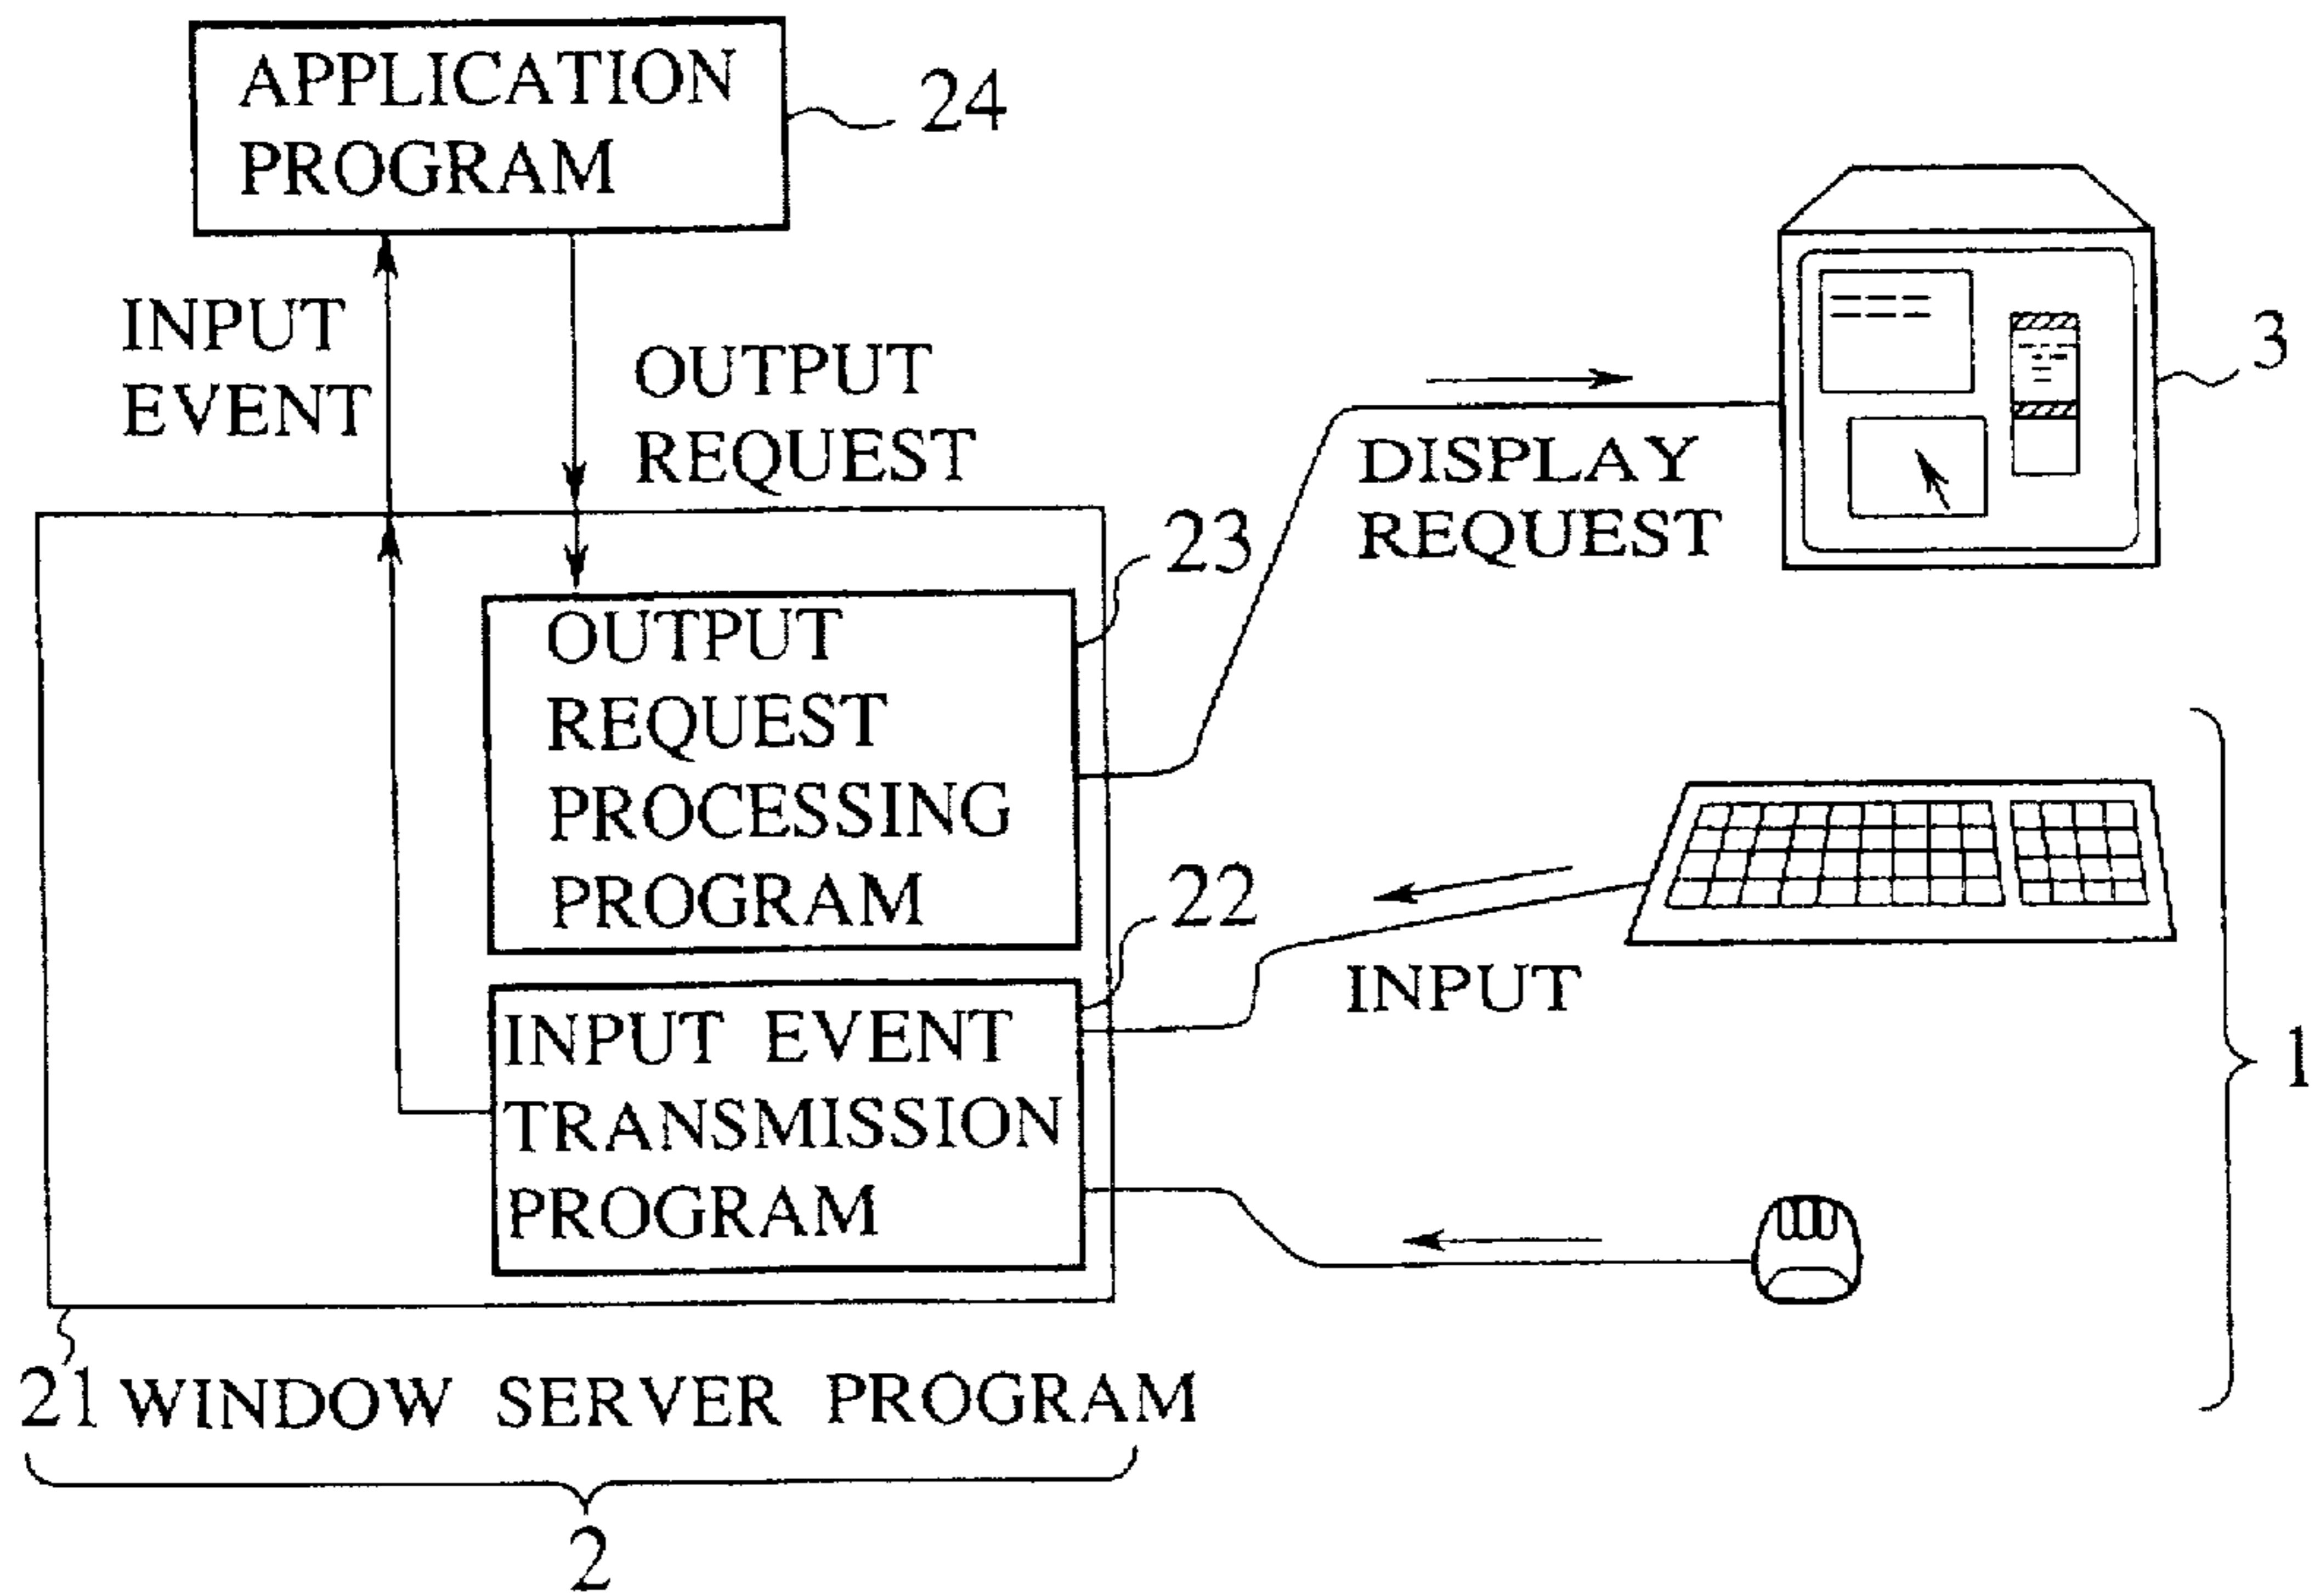 APPLICATION
PROGRAM
24
INPUT
EVENT
OUTPUT
REQUEST
DISPLAY
REQUEST
3
23
OUTPUT
REQUEST
PROCESSING
PROGRAM
22
INPUT
INPUT EVENT
TRANSMISSION
PROGRAM
1
21 WINDOW SERVER PROGRAM
2